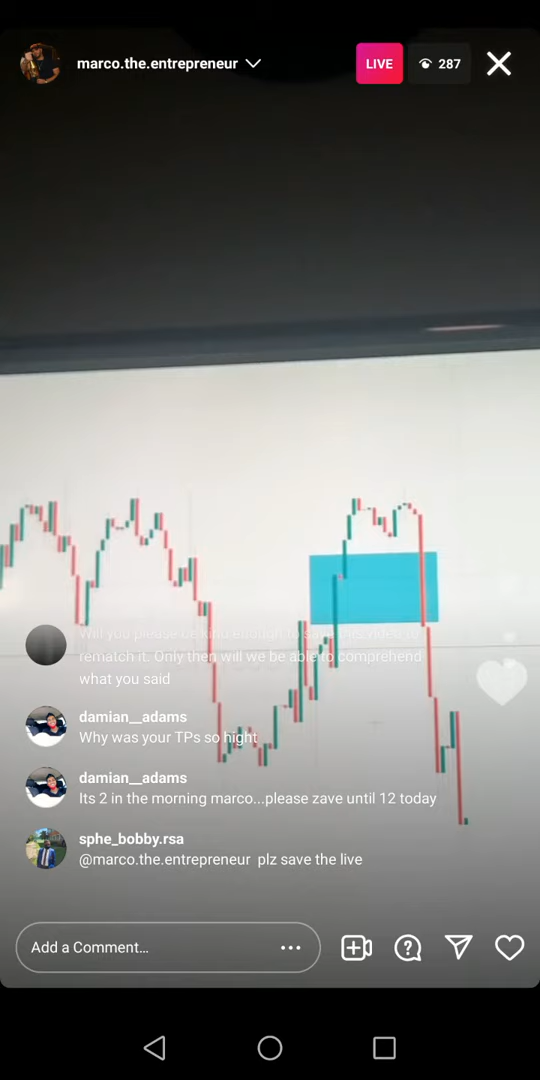 marco.the.entrepreneur
LIVE
287
Will you please be kind enough to save this video to
rematch it. Only then will we be able to comprehend
what you said
damian__adams
Why was your TPs so hight
damian__adams
Its 2 in the morning marco...please zave until 12 today
sphe_bobby.rsa
@marco.the.entrepreneur plz save the live
Add a Comment...